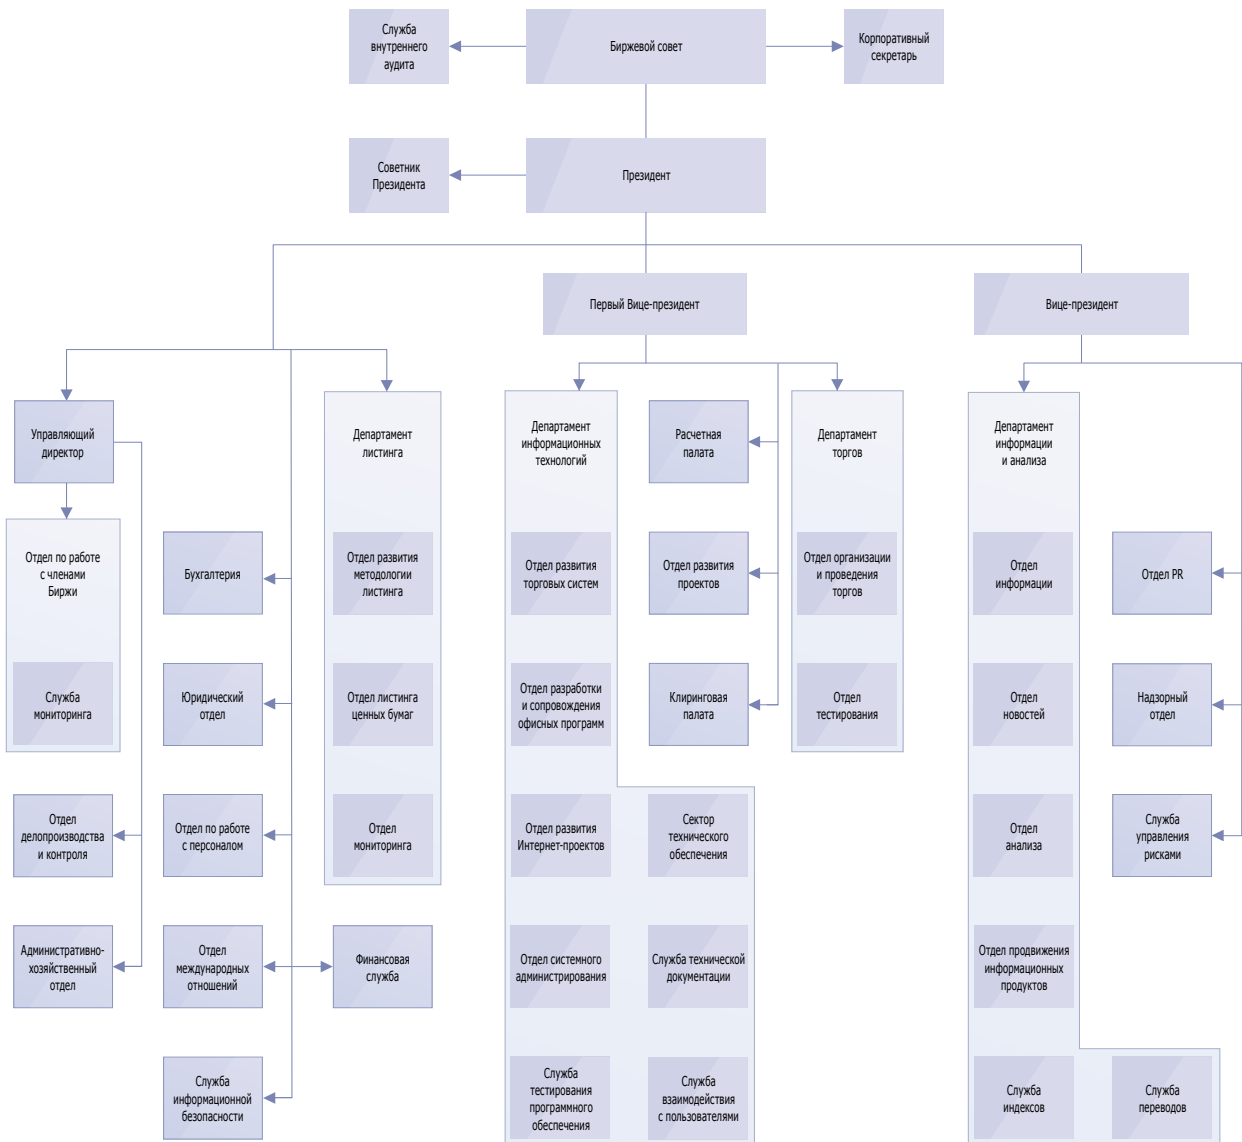 Служба
внутреннего
аудита
Биржевой совет
Корпоративный
секретарь
Советник
Президента
Президент
Первый Вице-президент
Вице-президент
Управляющий
директор
Департамент
листинга
Департамент
информационных
технологий
Расчетная
палата
Департамент
торгов
Департамент
информации
и анализа
Отдел по работе
с членами
Биржи
Бухгалтерия
Отдел развития
методологии
листинга
Отдел развития
торговых систем
Отдел развития
проектов
Отдел организации
и проведения
торгов
Отдел
информации
Отдел PR
Служба
мониторинга
Юридический
отдел
Отдел листинга
ценных бумаг
Отдел разработки
и сопровождения
офисных программ
Клиринговая
палата
Отдел
тестирования
Отдел
новостей
Надзорный
отдел
Отдел
делопроизводства
и контроля
Отдел по работе
с персоналом
Отдел
мониторинга
Отдел развития
Интернет-проектов
Сектор
технического
обеспечения
Отдел
анализа
Служба
управления
рисками
Административно-
хозяйственный
отдел
Отдел
международных
отношений
Финансовая
служба
Отдел системного
администрирования
Служба технической
документации
Отдел продвижения
информационных
продуктов
Служба
информационной
безопасности
Служба
тестирования
программного
обеспечения
Служба
взаимодействия
с пользователями
Служба
индексов
Служба
переводов